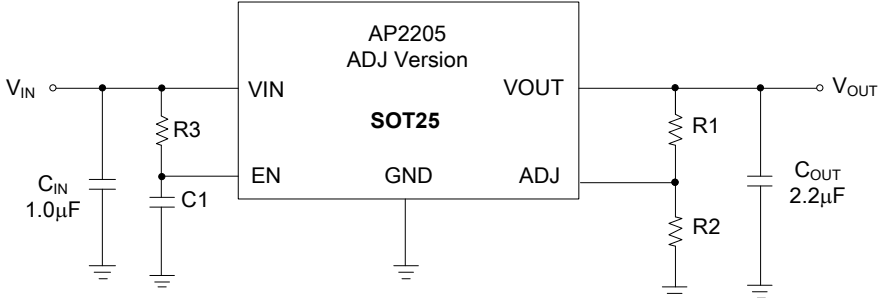 AP2205
ADJ Version
V_IN
VIN
VOUT
V_OUT
SOT25
R3
R1
EN
GND
ADJ
C_IN
1.0μF
C1
C_OUT
2.2μF
R2